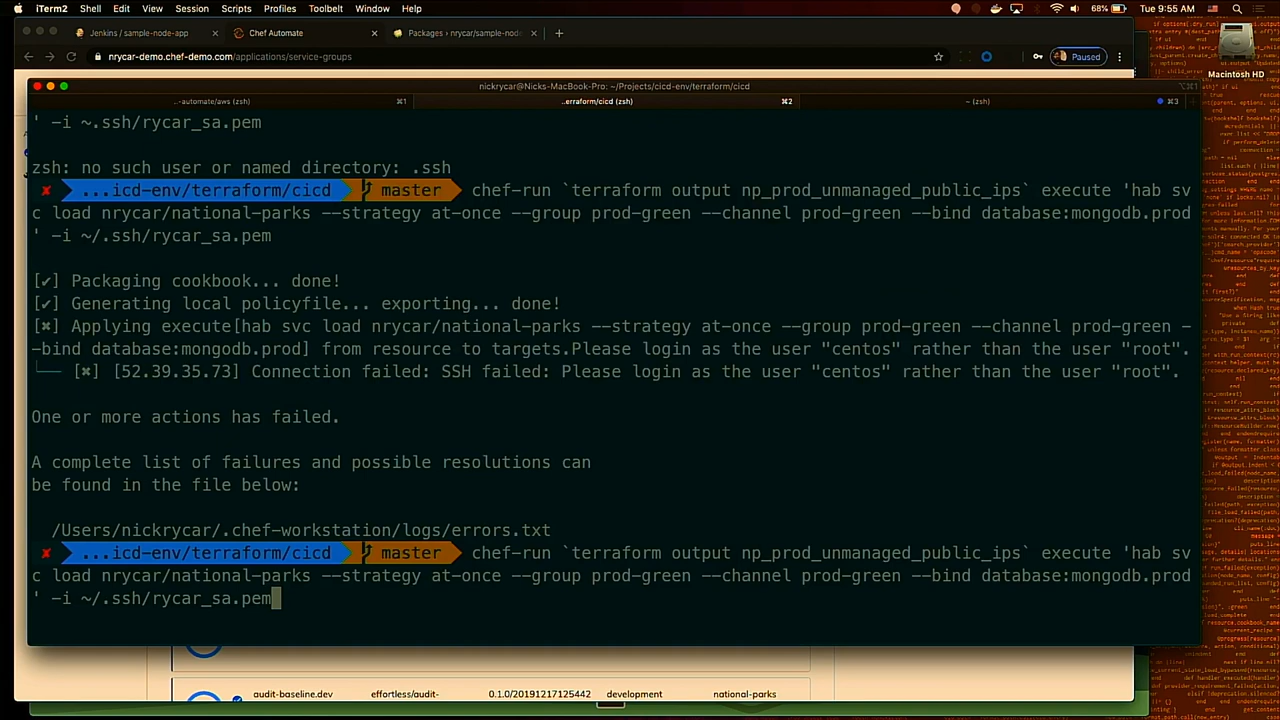 iTerm2 Shell Edit View Session Scripts Profiles Toolbelt Window Help 68% Tue 9:55 AM
Jenkins / sample-node-app × Chef Automate × Packages › nrycar/sample-node × +
nrycar-demo.chef-demo.com/applications/service-groups Paused
Macintosh HD
nickrycar@Nicks-MacBook-Pro: ~/Projects/cicd-env/terraform/cicd ⌥⌘1
..-automate/aws (zsh) ⌘1 ..erraform/cicd (zsh) ⌘2 ~ (zsh) ⌘3
' -i ~.ssh/rycar_sa.pem
zsh: no such user or named directory: .ssh
✘ ...icd-env/terraform/cicd master chef-run `terraform output np_prod_unmanaged_public_ips` execute 'hab sv
c load nrycar/national-parks --strategy at-once --group prod-green --channel prod-green --bind database:mongodb.prod
' -i ~/.ssh/rycar_sa.pem
[✔] Packaging cookbook... done!
[✔] Generating local policyfile... exporting... done!
[✖] Applying execute[hab svc load nrycar/national-parks --strategy at-once --group prod-green --channel prod-green -
-bind database:mongodb.prod] from resource to targets.Please login as the user "centos" rather than the user "root".
└── [✖] [52.39.35.73] Connection failed: SSH failed: Please login as the user "centos" rather than the user "root".
One or more actions has failed.
A complete list of failures and possible resolutions can
be found in the file below:
/Users/nickrycar/.chef-workstation/logs/errors.txt
✘ ...icd-env/terraform/cicd master chef-run `terraform output np_prod_unmanaged_public_ips` execute 'hab sv
c load nrycar/national-parks --strategy at-once --group prod-green --channel prod-green --bind database:mongodb.prod
' -i ~/.ssh/rycar_sa.pem
audit-baseline.dev effortless/audit- 0.1.0/20191217125442 development national-parks